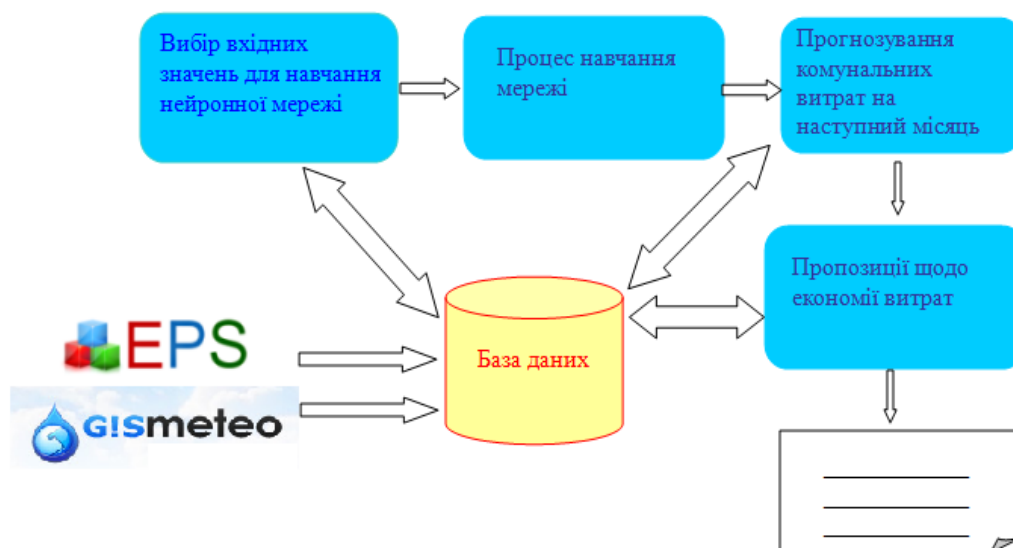 Вибір вхідних
значень для навчання
нейронної мережі
Процес навчання
мережі
Прогнозування
комунальних
витрат на
наступний місяць
Пропозиції щодо
економії витрат
База даних
EPS
G!smeteo